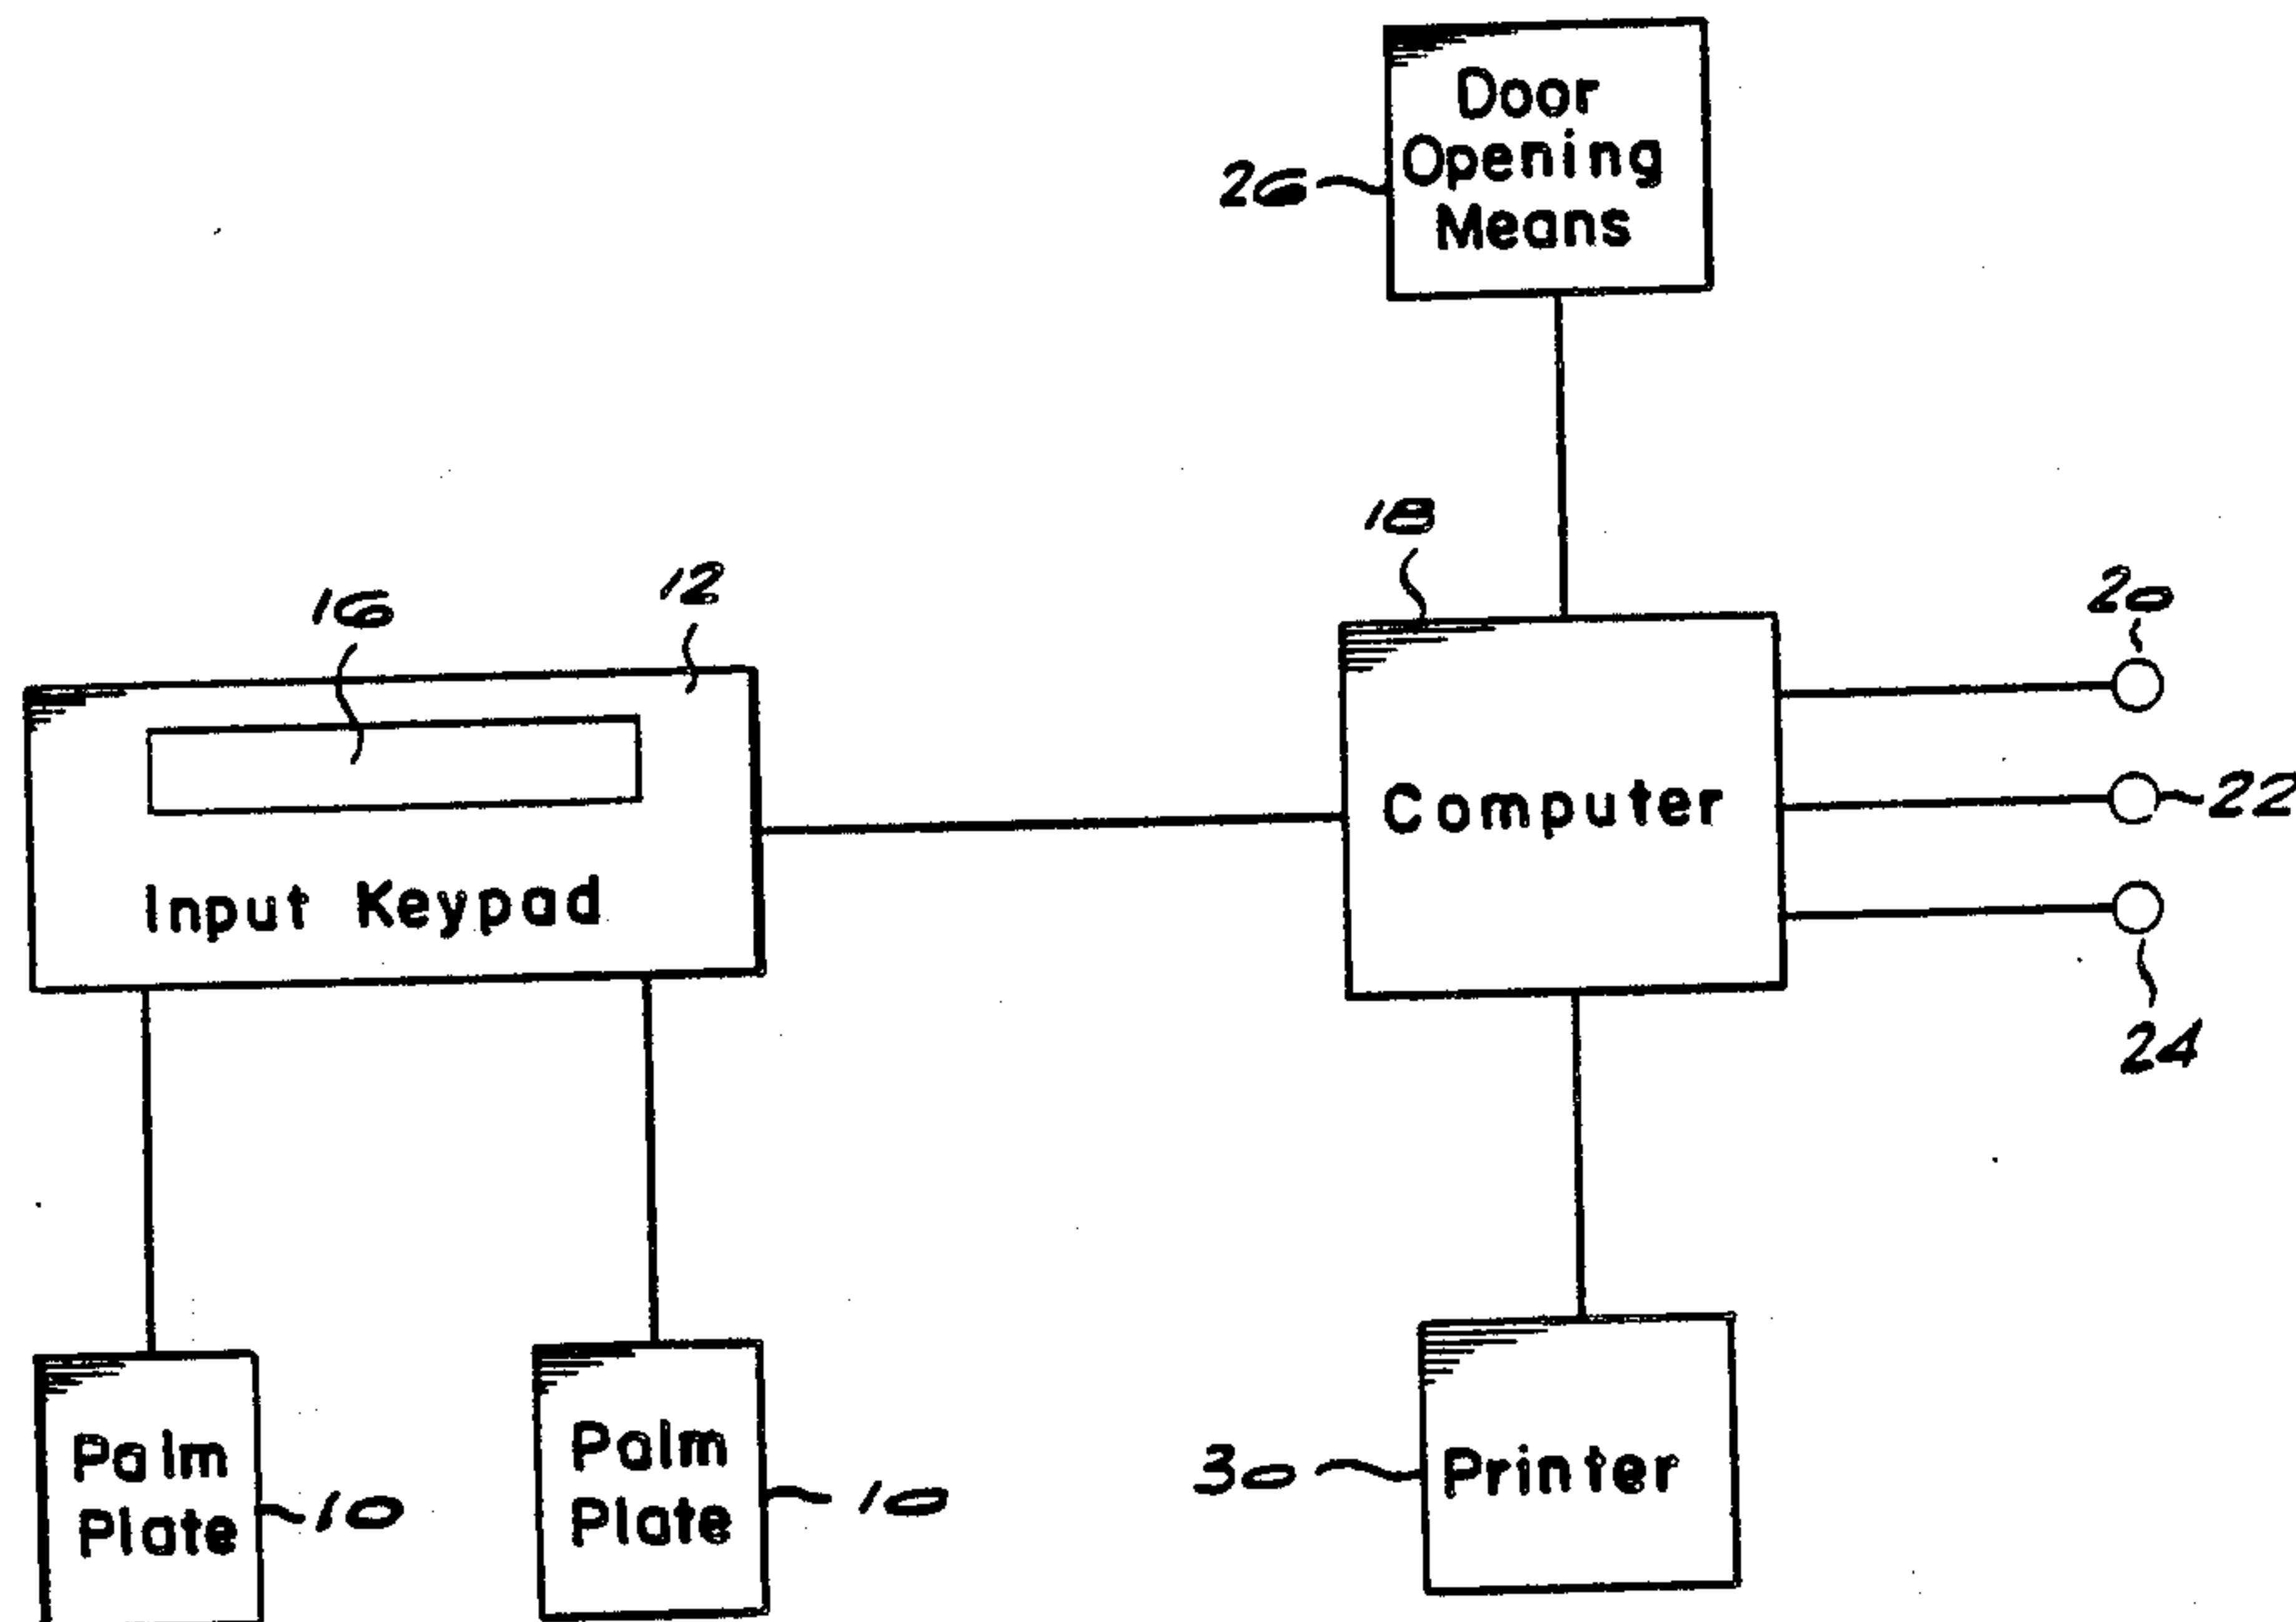 Door
Opening
Means
26
18
16
12
20
Computer
22
Input Keypad
24
Palm
Plate
10
Palm
Plate
10
30
Printer